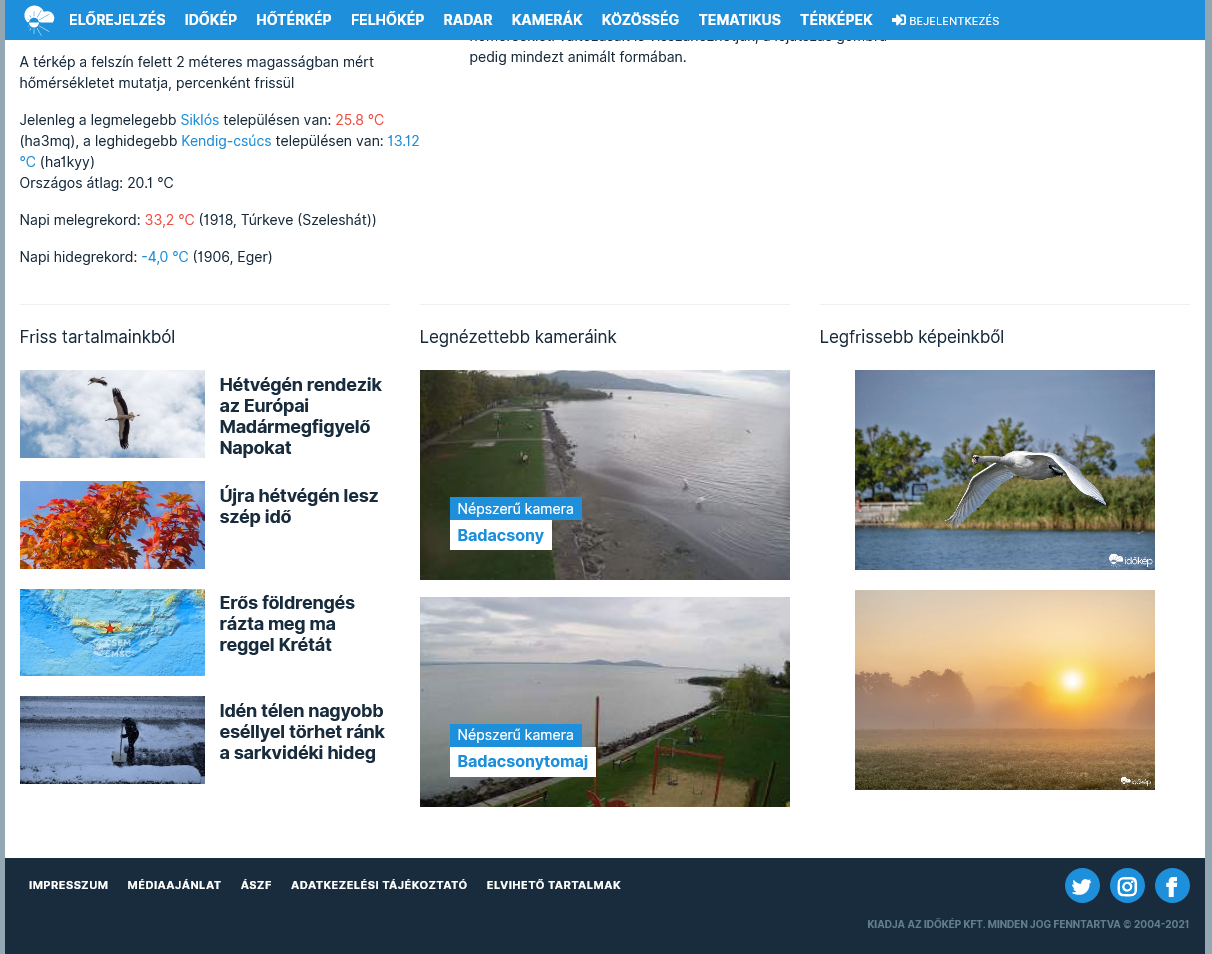 ELŐREJELZÉS IDŐKÉP HŐTÉRKÉP FELHŐKÉP RADAR KAMERÁK KÖZÖSSÉG TEMATIKUS TÉRKÉPEK BEJELENTKEZÉS
A térkép a felszín felett 2 méteres magasságban mért
hőmérsékletet mutatja, percenként frissül
Jelenleg a legmelegebb Siklós településen van: 25.8 °C
(ha3mq), a leghidegebb Kendig-csúcs településen van: 13.12
°C (ha1kyy)
Országos átlag: 20.1 °C
Napi melegrekord: 33,2 °C (1918, Túrkeve (Szeleshát))
Napi hidegrekord: -4,0 °C (1906, Eger)
pedig mindezt animált formában.
Friss tartalmainkból
Hétvégén rendezik
az Európai
Madármegfigyelő
Napokat
Újra hétvégén lesz
szép idő
Erős földrengés
rázta meg ma
reggel Krétát
CSEM
EMSC
Idén télen nagyobb
eséllyel törhet ránk
a sarkvidéki hideg
Legnézettebb kameráink
Népszerű kamera
Badacsony
Népszerű kamera
Badacsonytomaj
Legfrissebb képeinkből
időkép
időkép
IMPRESSZUM MÉDIAAJÁNLAT ÁSZF ADATKEZELÉSI TÁJÉKOZTATÓ ELVIHETŐ TARTALMAK
KIADJA AZ IDŐKÉP KFT. MINDEN JOG FENNTARTVA © 2004-2021